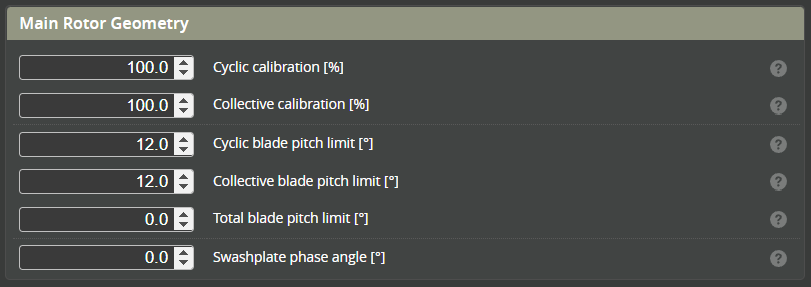 Main Rotor Geometry
100.0 Cyclic calibration [%] ?
100.0 Collective calibration [%] ?
12.0 Cyclic blade pitch limit [°] ?
12.0 Collective blade pitch limit [°] ?
0.0 Total blade pitch limit [°] ?
0.0 Swashplate phase angle [°] ?